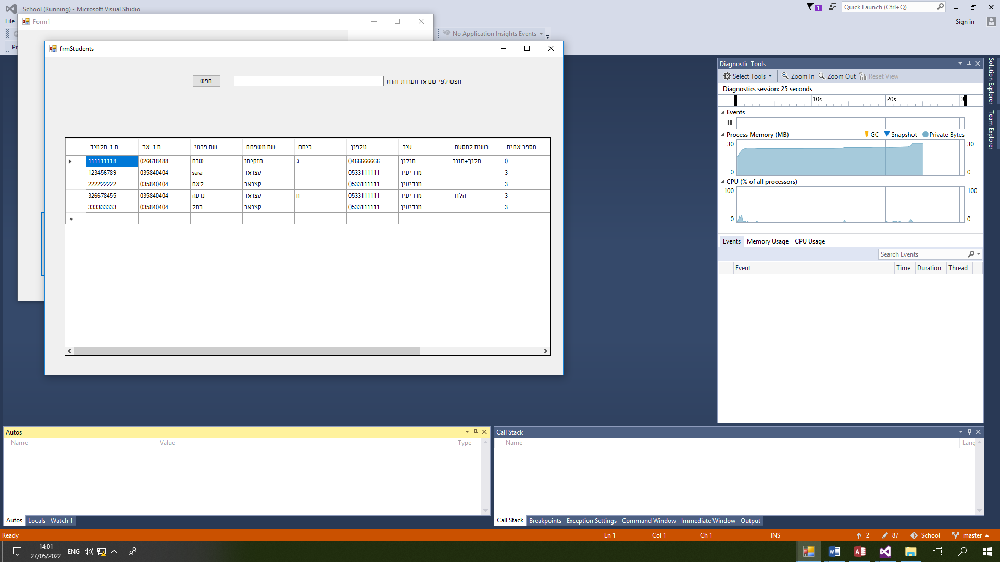 School (Running) - Microsoft Visual Studio
1
Quick Launch (Ctrl+Q)
File
Form1
Sign in
No Application Insights Events
Pr
frmStudents
חפש
חפש לפי שם או תעודת זהות
ת.ז. תלמיד ת.ז. אב שם פרטי שם משפחה כיתה טלפון עיר רשום להסעה מספר אחים
111111118 026618488 שרה חזקיהו ג 0466666666 חולון הלוך+חזור 0
123456789 035840404 sara קצואר 0533111111 מודיעין 3
222222222 035840404 לאה קצואר 0533111111 מודיעין 3
326678455 035840404 נועה קצואר ח 0533111111 מודיעין הלוך 3
333333333 035840404 רחל קצואר 0533111111 מודיעין 3
Diagnostic Tools
Select Tools Zoom In Zoom Out Reset View
Diagnostics session: 25 seconds
10s 20s 3
Events
Process Memory (MB) GC Snapshot Private Bytes
30 30
0 0
CPU (% of all processors)
100 100
0 0
Events Memory Usage CPU Usage
Search Events
Event Time Duration Thread
Solution Explorer
Team Explorer
Autos
Name Value Type
Autos Locals Watch 1
Call Stack
Name Lang
Call Stack Breakpoints Exception Settings Command Window Immediate Window Output
Ready Ln 1 Col 1 Ch 1 INS 2 87 School master
14:01
27/05/2022
ENG